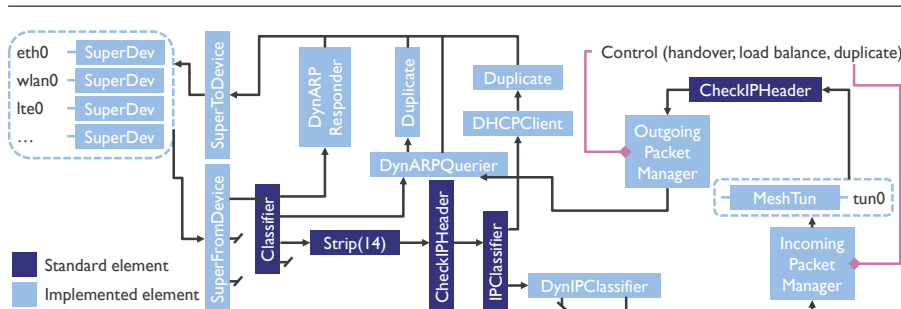 eth0
SuperDev
wlan0
SuperDev
lte0
SuperDev
...
SuperDev
SuperToDevice
DynARP
Responder
Duplicate
Duplicate
DHCPClient
DynARPQuerier
Control (handover, load balance, duplicate)
CheckIPHeader
Outgoing
Packet
Manager
MeshTun
tun0
Incoming
Packet
Manager
SuperFromDevice
Classifier
Strip(14)
CheckIPHeader
IPClassifier
DynIPClassifier
Standard element
Implemented element